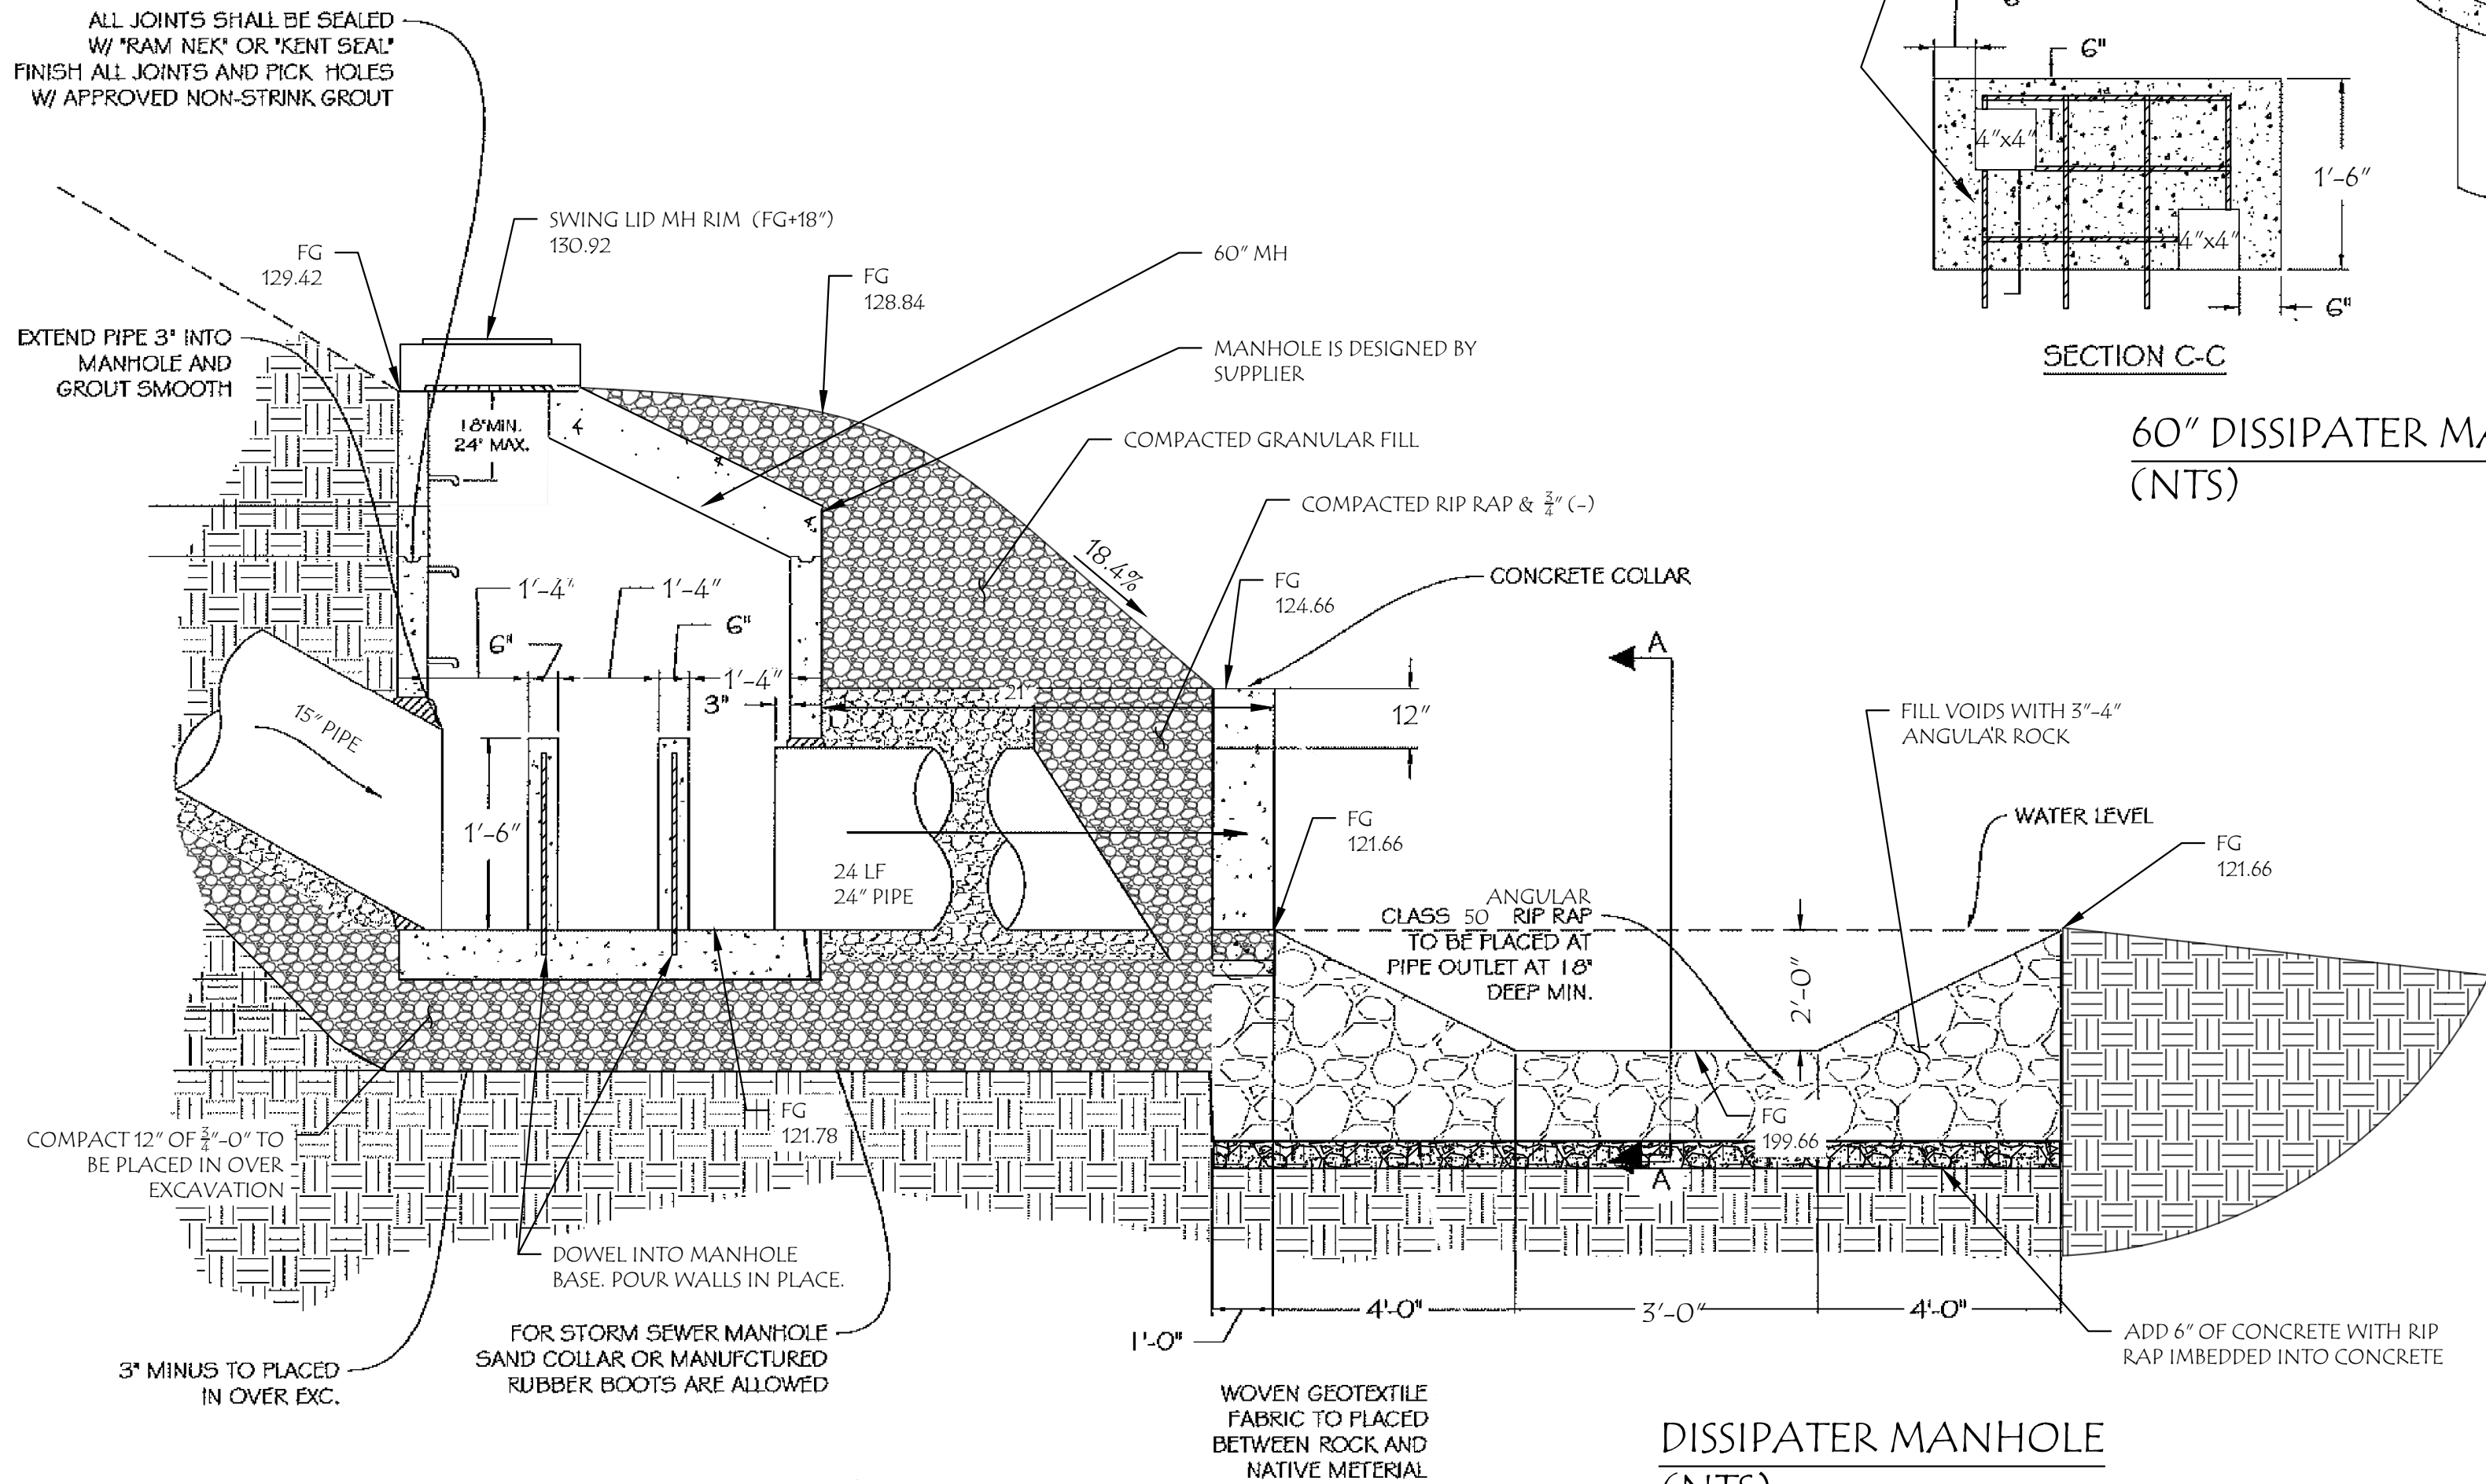 ALL JOINTS SHALL BE SEALED
W/ "RAM NEK" OR "KENT SEAL"
FINISH ALL JOINTS AND PICK HOLES
W/ APPROVED NON-STRINK GROUT
SWING LID MH RIM (FG+18")
130.92
FG
129.42
FG
128.84
60" MH
EXTEND PIPE 3" INTO
MANHOLE AND
GROUT SMOOTH
MANHOLE IS DESIGNED BY
SUPPLIER
18"MIN.
24" MAX.
COMPACTED GRANULAR FILL
COMPACTED RIP RAP & 3/4" (-)
18.4%
FG
124.66
CONCRETE COLLAR
1'-4"
1'-4"
6"
6"
1'-4"
3"
21'
12"
A
15" PIPE
1'-6"
24 LF
24" PIPE
FG
121.66
FILL VOIDS WITH 3"-4"
ANGULAR ROCK
WATER LEVEL
FG
121.66
ANGULAR
CLASS 50 RIP RAP
TO BE PLACED AT
PIPE OUTLET AT 18"
DEEP MIN.
2'-0"
FG
121.78
FG
199.66
A
COMPACT 12" OF 3/4"-0" TO
BE PLACED IN OVER
EXCAVATION
DOWEL INTO MANHOLE
BASE. POUR WALLS IN PLACE.
FOR STORM SEWER MANHOLE
SAND COLLAR OR MANUFCTURED
RUBBER BOOTS ARE ALLOWED
3" MINUS TO PLACED
IN OVER EXC.
1'-0"
4'-0"
3'-0"
4'-0"
ADD 6" OF CONCRETE WITH RIP
RAP IMBEDDED INTO CONCRETE
WOVEN GEOTEXTILE
FABRIC TO PLACED
BETWEEN ROCK AND
NATIVE METERIAL
DISSIPATER MANHOLE
(NTS)
6"
4"x4"
4"x4"
1'-6"
6"
SECTION C-C
60" DISSIPATER
(NTS)